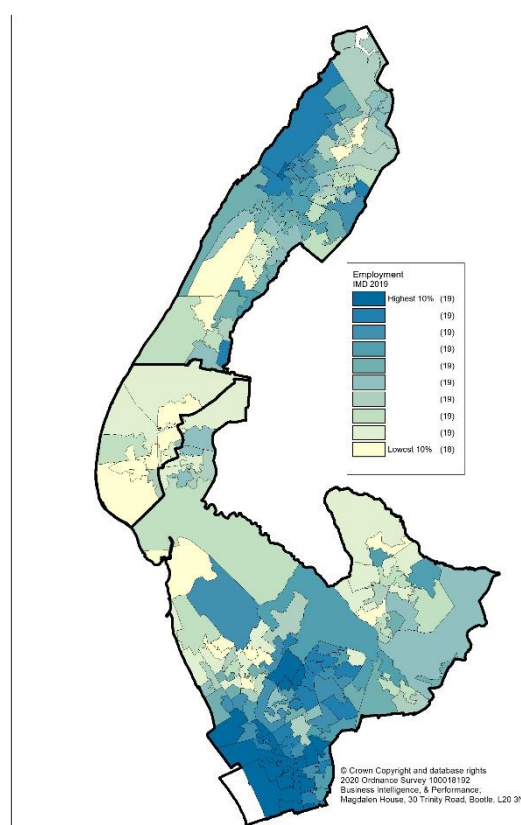 Employment
IMD 2019
Highest 10% (19)
(19)
(19)
(19)
(19)
(19)
(19)
(19)
(19)
Lowest 10% (18)
© Crown Copyright and database rights
2020 Ordnance Survey 100018192
Business Intelligence, & Performance,
Magdalen House, 30 Trinity Road, Bootle, L20